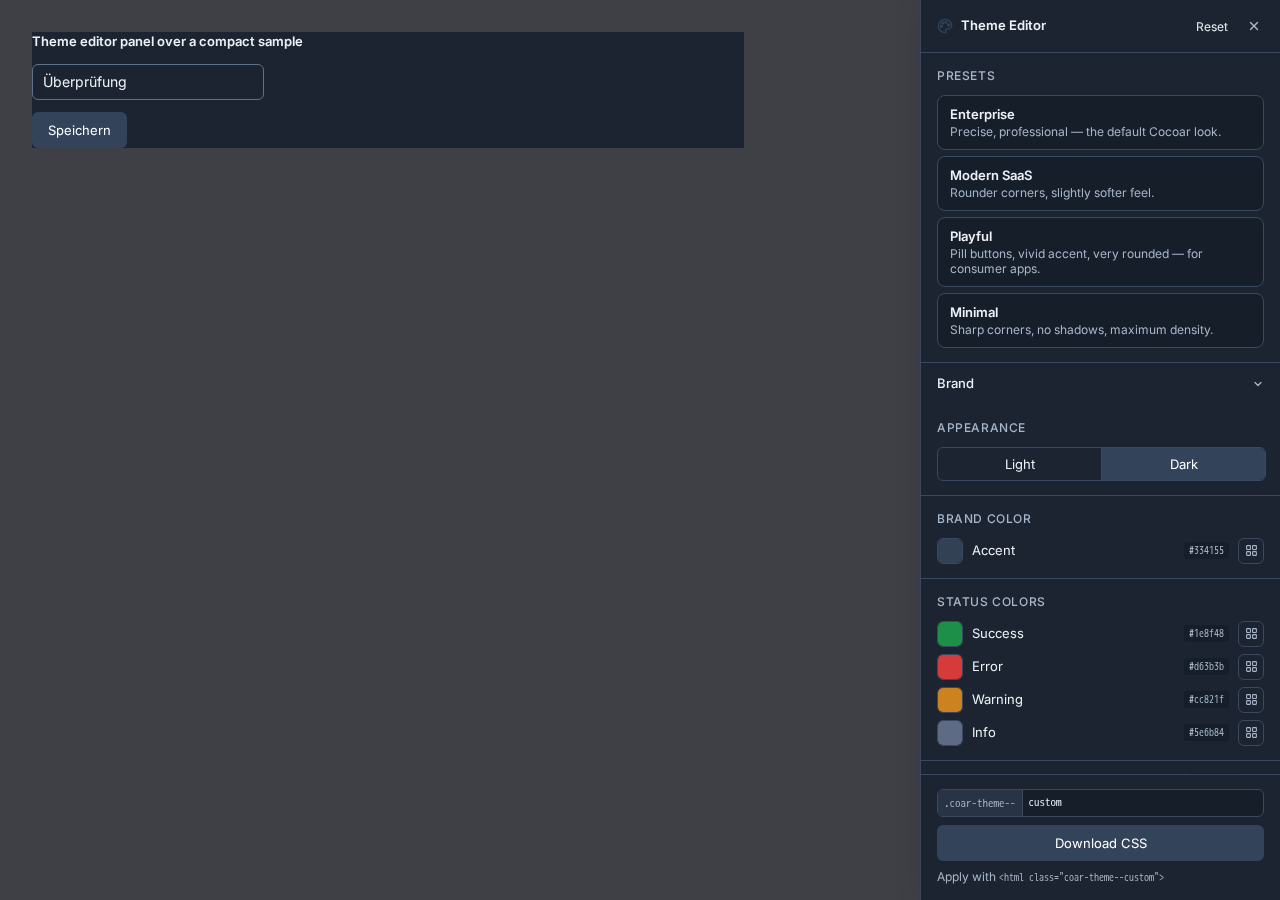 Theme editor panel over a compact sample
Überprüfung
Speichern
Theme Editor
Reset
PRESETS
Enterprise
Precise, professional — the default Cocoar look.
Modern SaaS
Rounder corners, slightly softer feel.
Playful
Pill buttons, vivid accent, very rounded — for
consumer apps.
Minimal
Sharp corners, no shadows, maximum density.
Brand
APPEARANCE
Light
Dark
BRAND COLOR
Accent
#334155
STATUS COLORS
Success
#1e8f48
Error
#d63b3b
Warning
#cc821f
Info
#5e6b84
.coar-theme--
custom
Download CSS
Apply with <html class="coar-theme--custom">